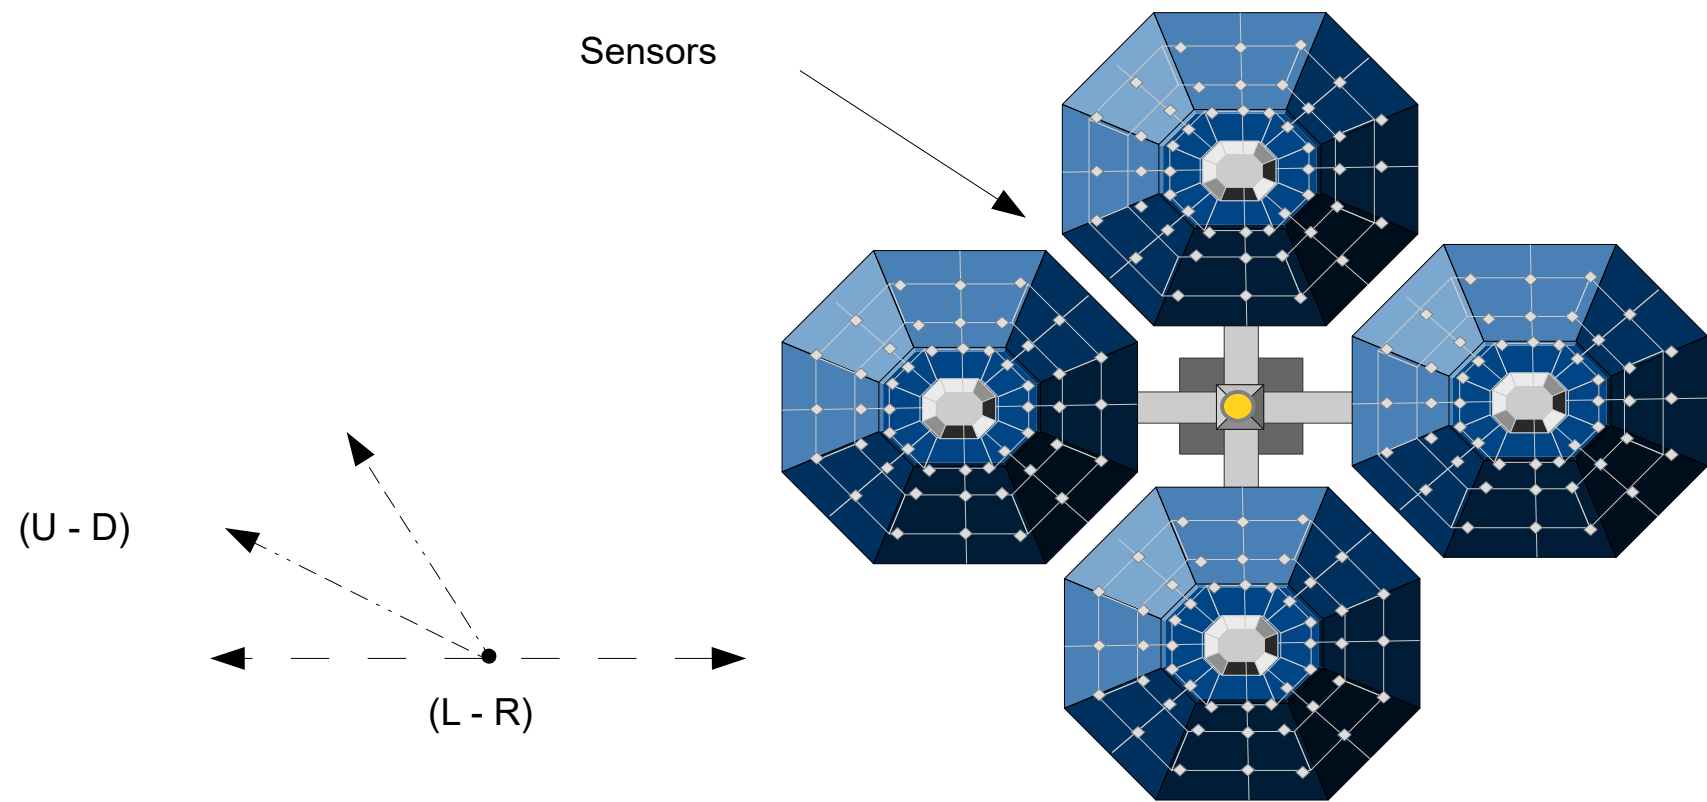 Sensors
(U - D)
(L - R)